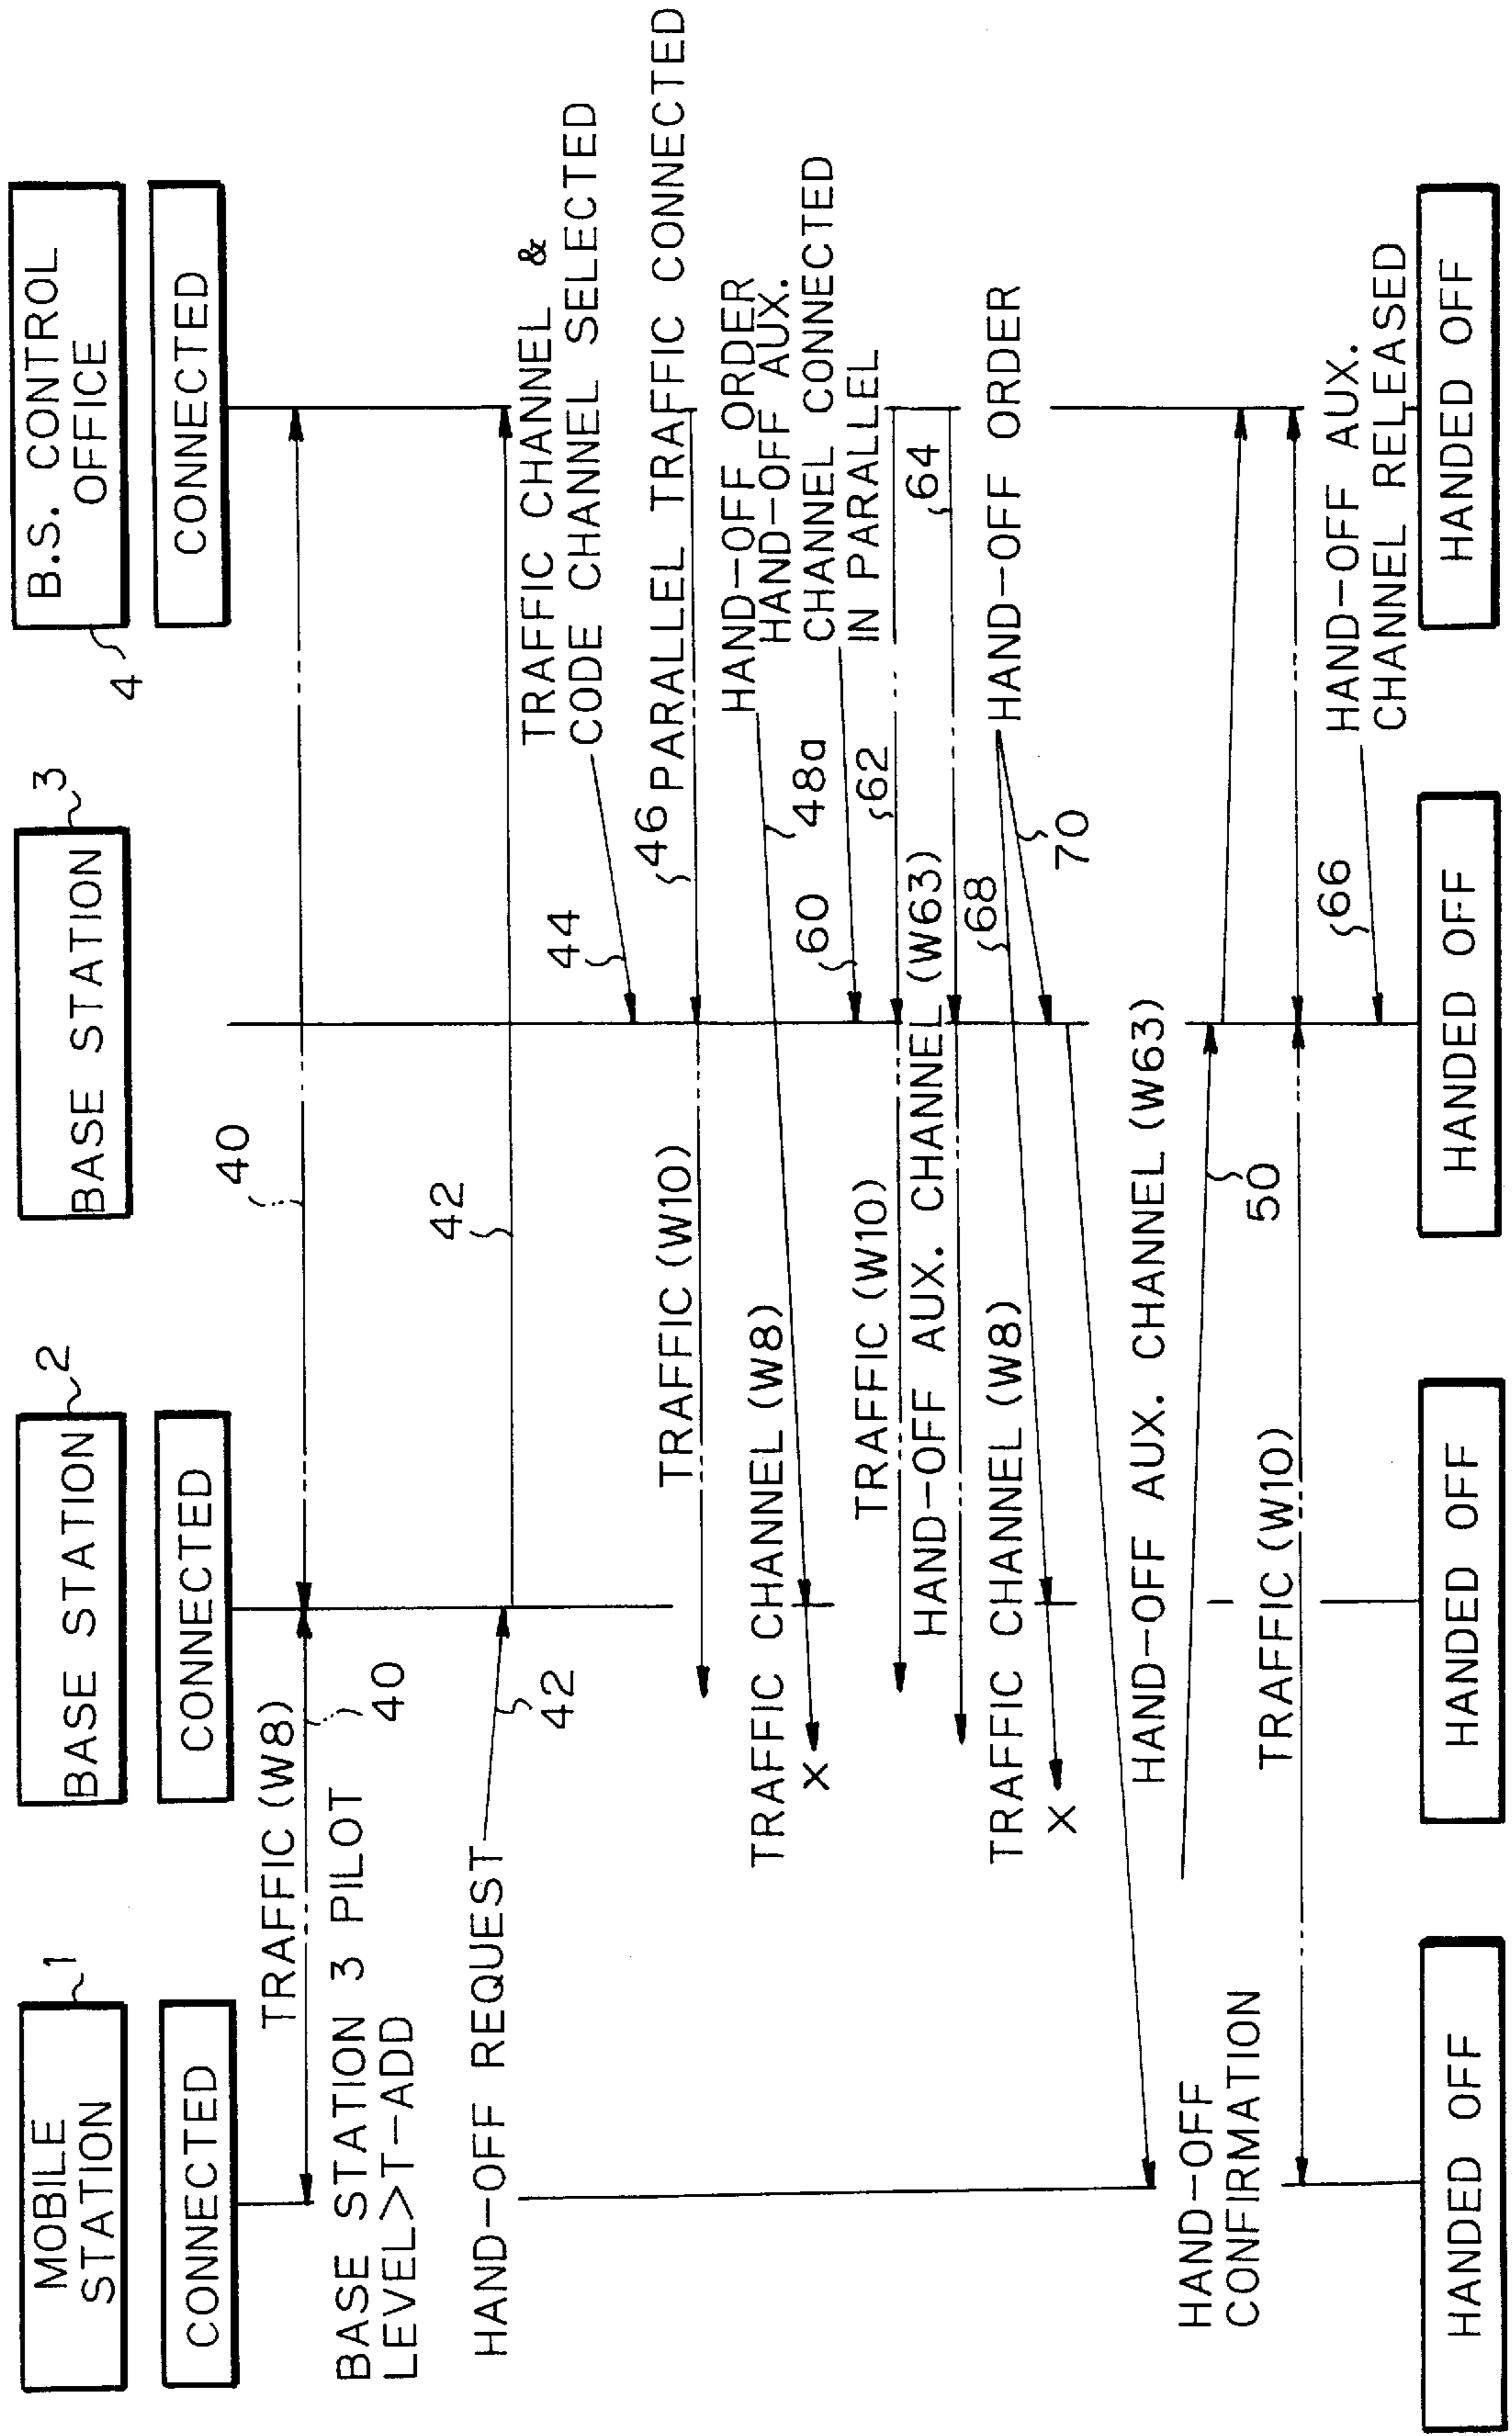 MOBILE
STATION
1
BASE STATION
2
BASE STATION
3
B.S. CONTROL
OFFICE
4
CONNECTED
CONNECTED
CONNECTED
TRAFFIC (W8)
40
40
BASE STATION 3 PILOT
LEVEL>T-ADD
HAND-OFF REQUEST
42
42
TRAFFIC CHANNEL &
CODE CHANNEL SELECTED
44
46
PARALLEL TRAFFIC CONNECTED
TRAFFIC (W10)
HAND-OFF ORDER
48a
TRAFFIC CHANNEL (W8)
X
HAND-OFF AUX.
CHANNEL CONNECTED
IN PARALLEL
60
62
TRAFFIC (W10)
64
HAND-OFF AUX. CHANNEL (W63)
HAND-OFF ORDER
68
70
TRAFFIC CHANNEL (W8)
X
HAND-OFF AUX. CHANNEL (W63)
HAND-OFF
CONFIRMATION
50
TRAFFIC (W10)
HAND-OFF AUX.
CHANNEL RELEASED
66
HANDED OFF
HANDED OFF
HANDED OFF
HANDED OFF